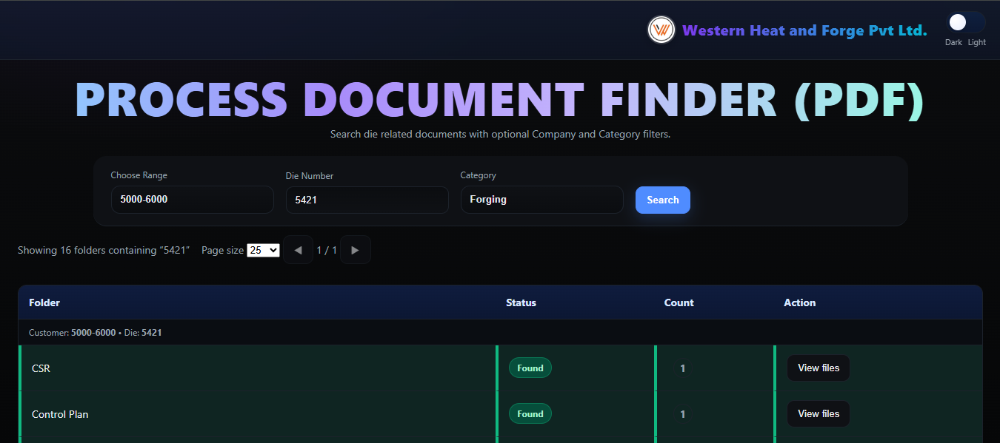 Western Heat and Forge Pvt Ltd.
Dark Light
PROCESS DOCUMENT FINDER (PDF)
Search die related documents with optional Company and Category filters.
Choose Range Die Number Category
5000-6000 5421 Forging Search
Showing 16 folders containing “5421” Page size 25 ◀ 1 / 1 ▶
Folder Status Count Action
Customer: 5000-6000 • Die: 5421
CSR Found 1 View files
Control Plan Found 1 View files